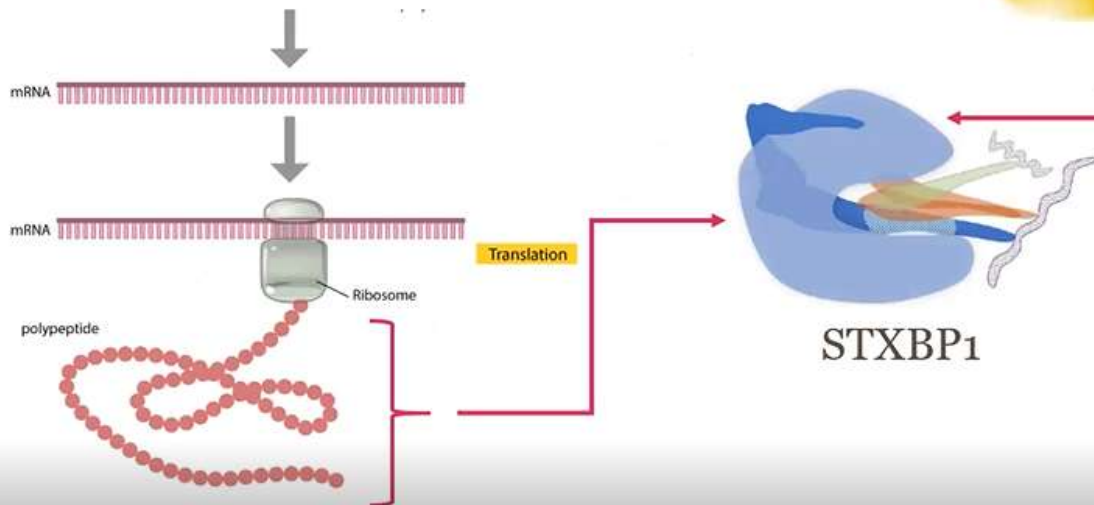 mRNA
mRNA
Translation
Ribosome
polypeptide
STXBP1